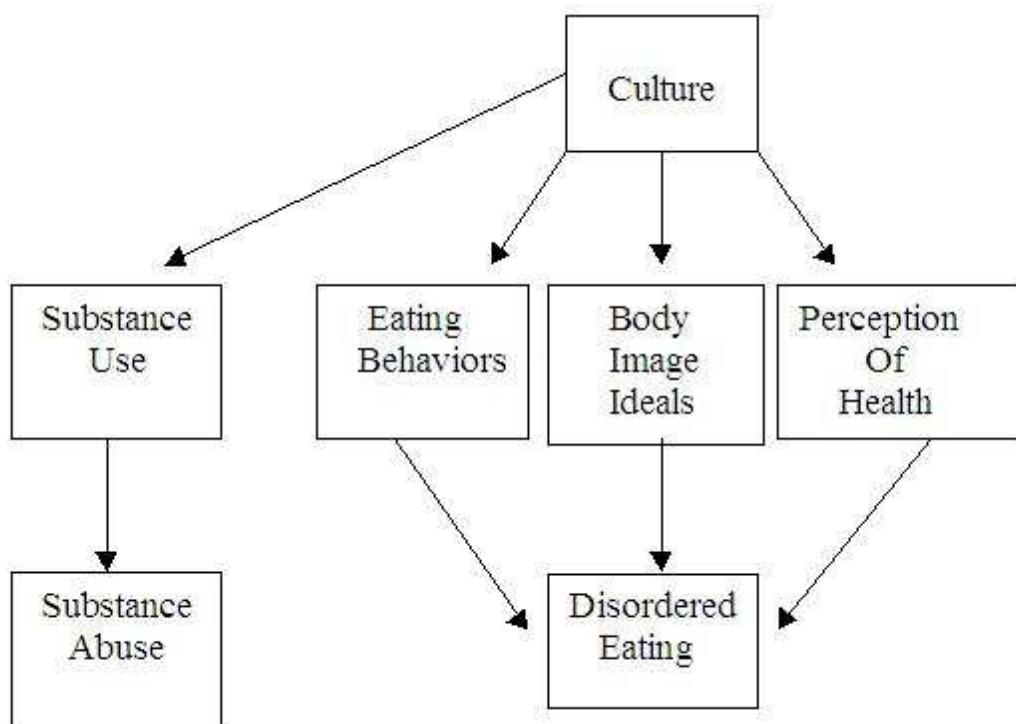 Culture
Substance
Use
Eating
Behaviors
Body
Image
Ideals
Perception
Of
Health
Substance
Abuse
Disordered
Eating